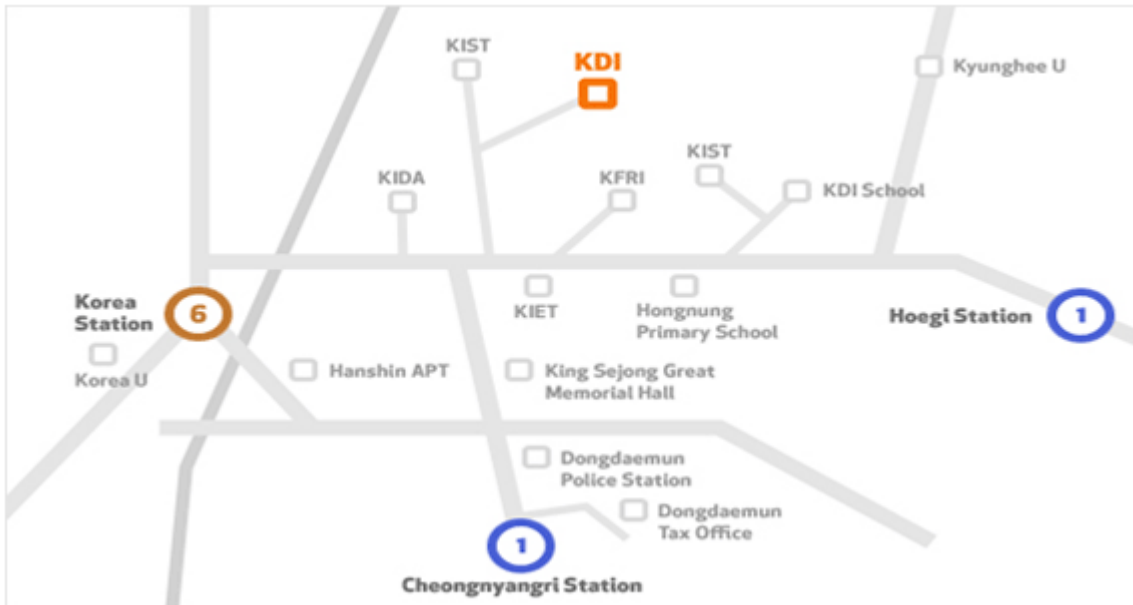 KIST
KDI
Kyunghee U
KIDA
KFRI
KIST
KDI School
Korea
Station
6
KIET
Hongnung
Primary School
Hoegi Station
1
Korea U
Hanshin APT
King Sejong Great
Memorial Hall
Dongdaemun
Police Station
Dongdaemun
Tax Office
1
Cheongnyangri Station